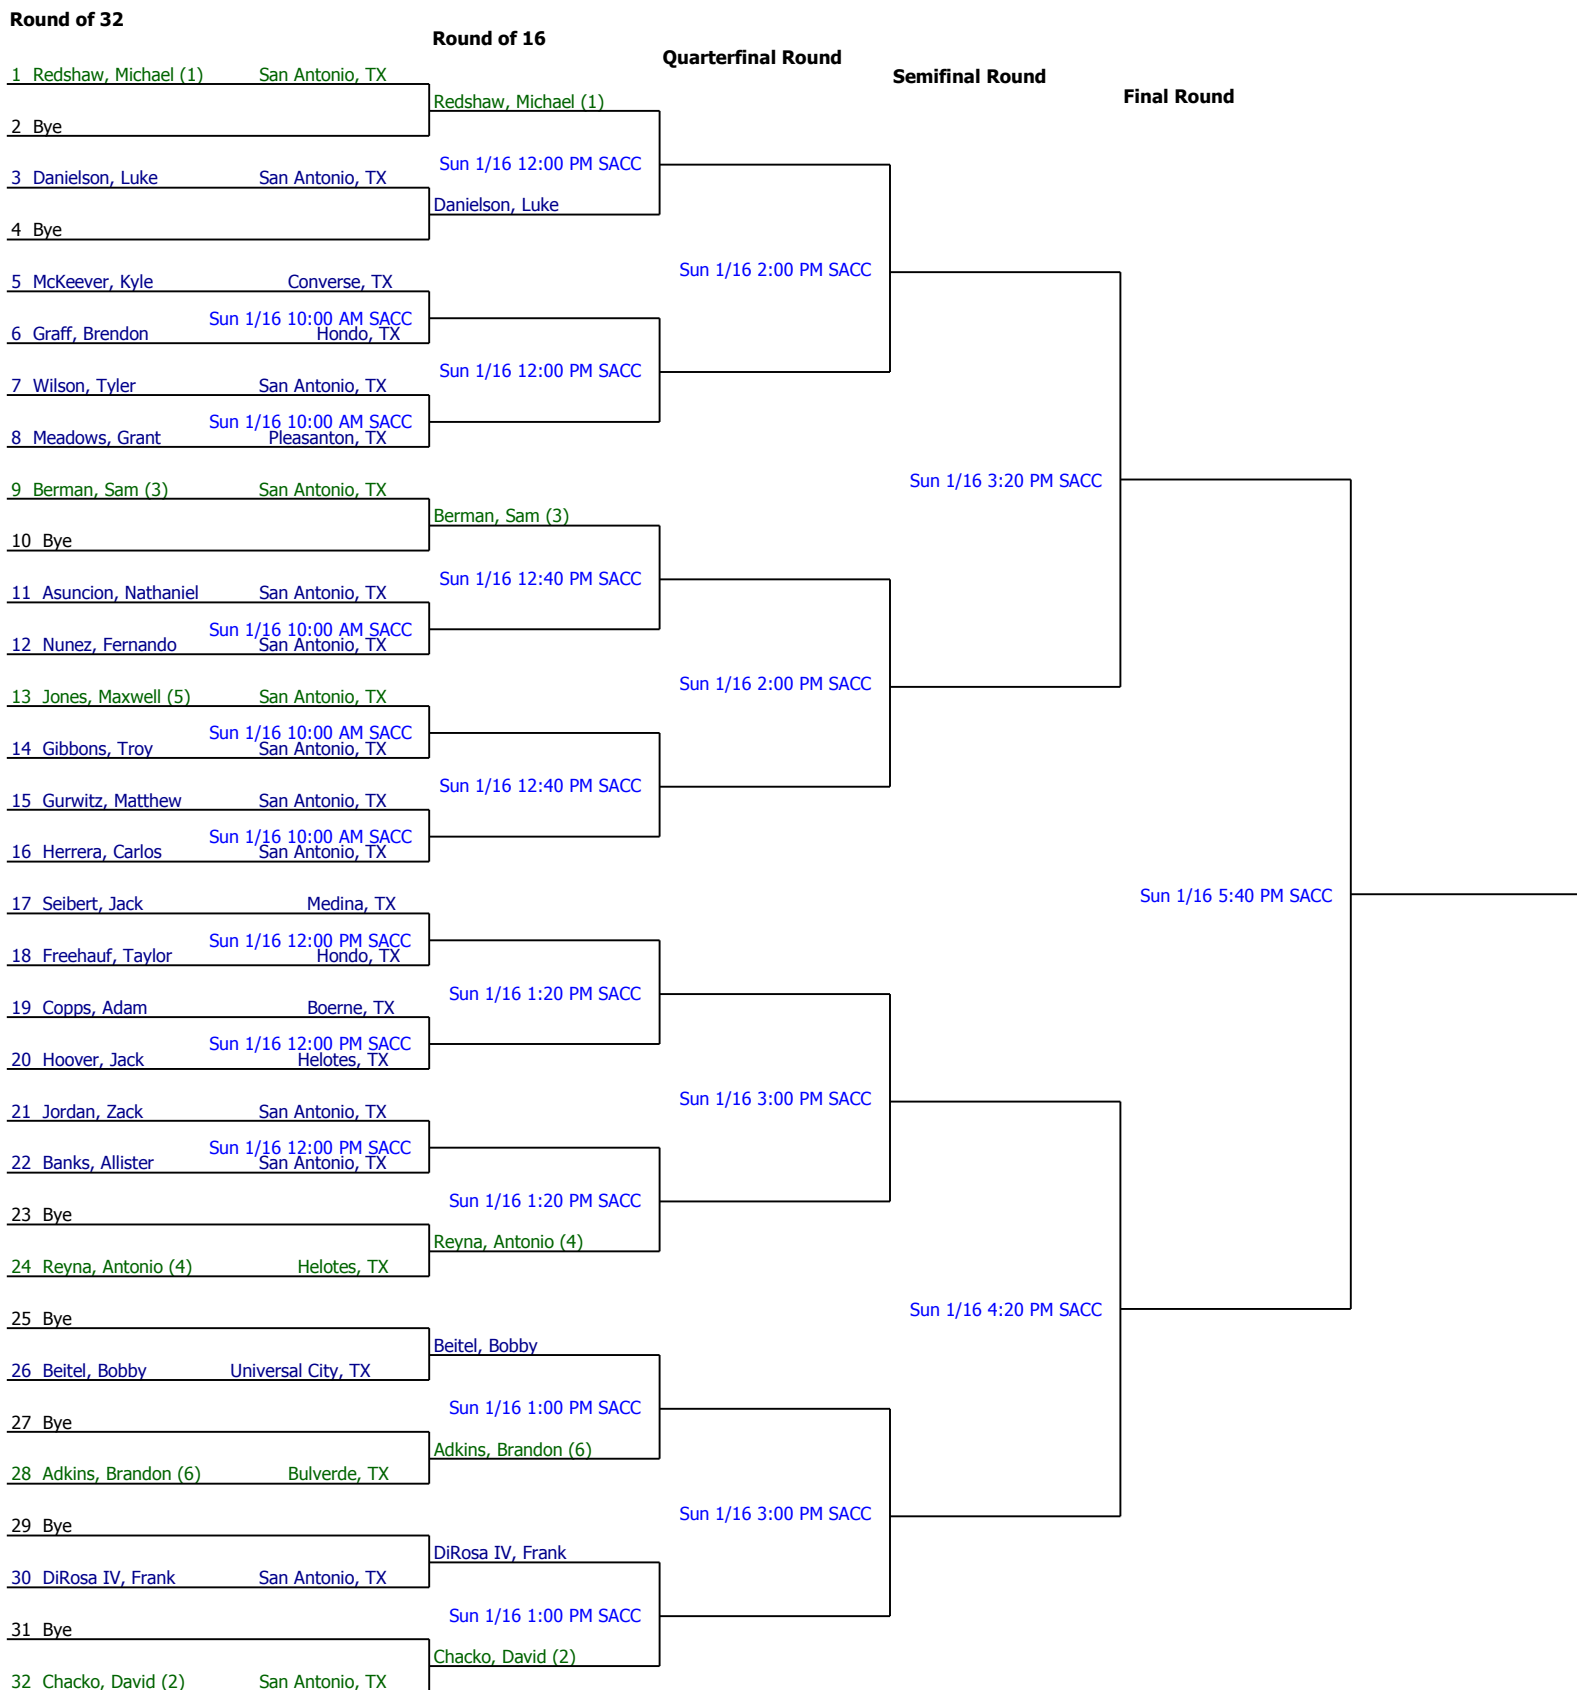 Round of 32
Round of 16
Quarterfinal Round
Semifinal Round
Final Round
1 Redshaw, Michael (1) San Antonio, TX
Redshaw, Michael (1)
2 Bye
Sun 1/16 12:00 PM SACC
3 Danielson, Luke San Antonio, TX
Danielson, Luke
4 Bye
Sun 1/16 2:00 PM SACC
5 McKeever, Kyle Converse, TX
Sun 1/16 10:00 AM SACC
6 Graff, Brendon Hondo, TX
Sun 1/16 12:00 PM SACC
7 Wilson, Tyler San Antonio, TX
Sun 1/16 10:00 AM SACC
8 Meadows, Grant Pleasanton, TX
Sun 1/16 3:20 PM SACC
9 Berman, Sam (3) San Antonio, TX
Berman, Sam (3)
10 Bye
Sun 1/16 12:40 PM SACC
11 Asuncion, Nathaniel San Antonio, TX
Sun 1/16 10:00 AM SACC
12 Nunez, Fernando San Antonio, TX
Sun 1/16 2:00 PM SACC
13 Jones, Maxwell (5) San Antonio, TX
Sun 1/16 10:00 AM SACC
14 Gibbons, Troy San Antonio, TX
Sun 1/16 12:40 PM SACC
15 Gurwitz, Matthew San Antonio, TX
Sun 1/16 10:00 AM SACC
16 Herrera, Carlos San Antonio, TX
Sun 1/16 5:40 PM SACC
17 Seibert, Jack Medina, TX
Sun 1/16 12:00 PM SACC
18 Freehauf, Taylor Hondo, TX
Sun 1/16 1:20 PM SACC
19 Copps, Adam Boerne, TX
Sun 1/16 12:00 PM SACC
20 Hoover, Jack Helotes, TX
Sun 1/16 3:00 PM SACC
21 Jordan, Zack San Antonio, TX
Sun 1/16 12:00 PM SACC
22 Banks, Allister San Antonio, TX
Sun 1/16 1:20 PM SACC
23 Bye
Reyna, Antonio (4)
24 Reyna, Antonio (4) Helotes, TX
Sun 1/16 4:20 PM SACC
25 Bye
Beitel, Bobby
26 Beitel, Bobby Universal City, TX
Sun 1/16 1:00 PM SACC
27 Bye
Adkins, Brandon (6)
28 Adkins, Brandon (6) Bulverde, TX
Sun 1/16 3:00 PM SACC
29 Bye
DiRosa IV, Frank
30 DiRosa IV, Frank San Antonio, TX
Sun 1/16 1:00 PM SACC
31 Bye
Chacko, David (2)
32 Chacko, David (2) San Antonio, TX